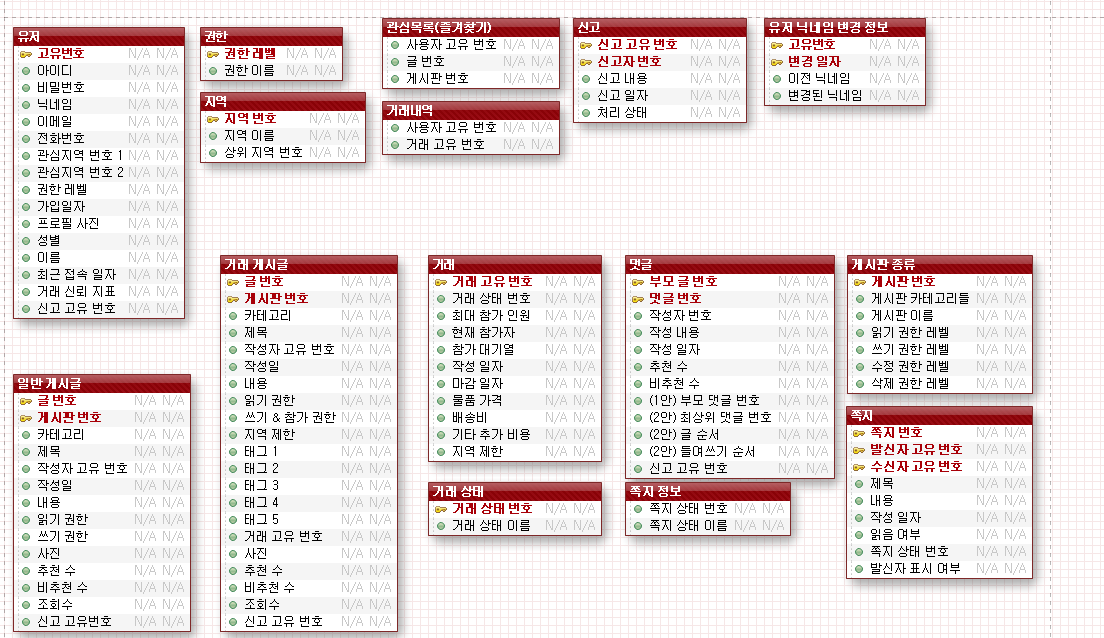 유저
고유번호 N/A N/A
아이디 N/A N/A
비밀번호 N/A N/A
닉네임 N/A N/A
이메일 N/A N/A
전화번호 N/A N/A
관심지역 번호 1 N/A N/A
관심지역 번호 2 N/A N/A
권한 레벨 N/A N/A
가입일자 N/A N/A
프로필 사진 N/A N/A
성별 N/A N/A
이름 N/A N/A
최근 접속 일자 N/A N/A
거래 신뢰 지표 N/A N/A
신고 고유 번호 N/A N/A
권한
권한 레벨 N/A N/A
권한 이름 N/A N/A
지역
지역 번호 N/A N/A
지역 이름 N/A N/A
상위 지역 번호 N/A N/A
관심목록(즐겨찾기)
사용자 고유 번호 N/A N/A
글 번호 N/A N/A
게시판 번호 N/A N/A
거래내역
사용자 고유 번호 N/A N/A
거래 고유 번호 N/A N/A
신고
신고 고유 번호 N/A N/A
신고자 번호 N/A N/A
신고 내용 N/A N/A
신고 일자 N/A N/A
처리 상태 N/A N/A
유저 닉네임 변경 정보
고유번호 N/A N/A
변경 일자 N/A N/A
이전 닉네임 N/A N/A
변경된 닉네임 N/A N/A
일반 게시글
글 번호 N/A N/A
게시판 번호 N/A N/A
카테고리 N/A N/A
제목 N/A N/A
작성자 고유 번호 N/A N/A
작성일 N/A N/A
내용 N/A N/A
읽기 권한 N/A N/A
쓰기 권한 N/A N/A
사진 N/A N/A
추천 수 N/A N/A
비추천 수 N/A N/A
조회수 N/A N/A
신고 고유번호 N/A N/A
거래 게시글
글 번호 N/A N/A
게시판 번호 N/A N/A
카테고리 N/A N/A
제목 N/A N/A
작성자 고유 번호 N/A N/A
작성일 N/A N/A
내용 N/A N/A
읽기 권한 N/A N/A
쓰기 & 참가 권한 N/A N/A
지역 제한 N/A N/A
태그 1 N/A N/A
태그 2 N/A N/A
태그 3 N/A N/A
태그 4 N/A N/A
태그 5 N/A N/A
거래 고유 번호 N/A N/A
사진 N/A N/A
추천 수 N/A N/A
비추천 수 N/A N/A
조회수 N/A N/A
신고 고유 번호 N/A N/A
거래
거래 고유 번호 N/A N/A
거래 상태 번호 N/A N/A
최대 참가 인원 N/A N/A
현재 참가자 N/A N/A
참가 대기열 N/A N/A
작성 일자 N/A N/A
마감 일자 N/A N/A
물품 가격 N/A N/A
배송비 N/A N/A
기타 추가 비용 N/A N/A
지역 제한 N/A N/A
거래 상태
거래 상태 번호 N/A N/A
거래 상태 이름 N/A N/A
댓글
부모 글 번호 N/A N/A
댓글 번호 N/A N/A
작성자 번호 N/A N/A
작성 내용 N/A N/A
작성 일자 N/A N/A
추천 수 N/A N/A
비추천 수 N/A N/A
(1안) 부모 댓글 번호 N/A N/A
(2안) 최상위 댓글 번호 N/A N/A
(2안) 글 순서 N/A N/A
(2안) 들여쓰기 순서 N/A N/A
신고 고유 번호 N/A N/A
쪽지 정보
쪽지 상태 번호 N/A N/A
쪽지 상태 이름 N/A N/A
게시판 종류
게시판 번호 N/A N/A
게시판 카테고리들 N/A N/A
게시판 이름 N/A N/A
읽기 권한 레벨 N/A N/A
쓰기 권한 레벨 N/A N/A
수정 권한 레벨 N/A N/A
삭제 권한 레벨 N/A N/A
쪽지
쪽지 번호 N/A N/A
발신자 고유 번호 N/A N/A
수신자 고유 번호 N/A N/A
제목 N/A N/A
내용 N/A N/A
작성 일자 N/A N/A
읽음 여부 N/A N/A
쪽지 상태 번호 N/A N/A
발신자 표시 여부 N/A N/A